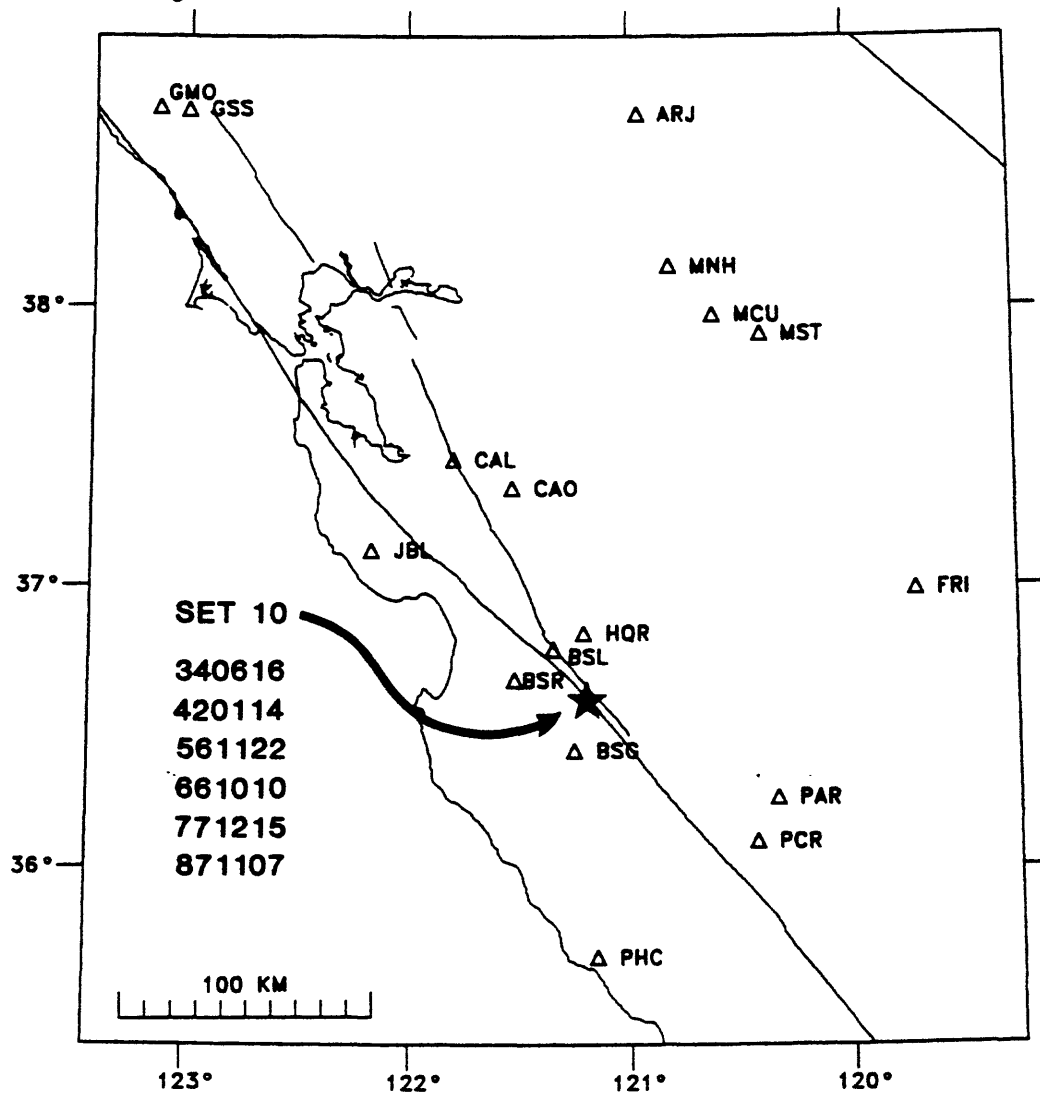 GMO
GSS
ARJ
MNH
38°
MCU
MST
CAL
CAO
JBL
37°
FRI
SET 10
HQR
BSL
340616
BSR
420114
561122
BSG
661010
PAR
771215
PCR
871107
36°
PHC
100 KM
123°
122°
121°
120°